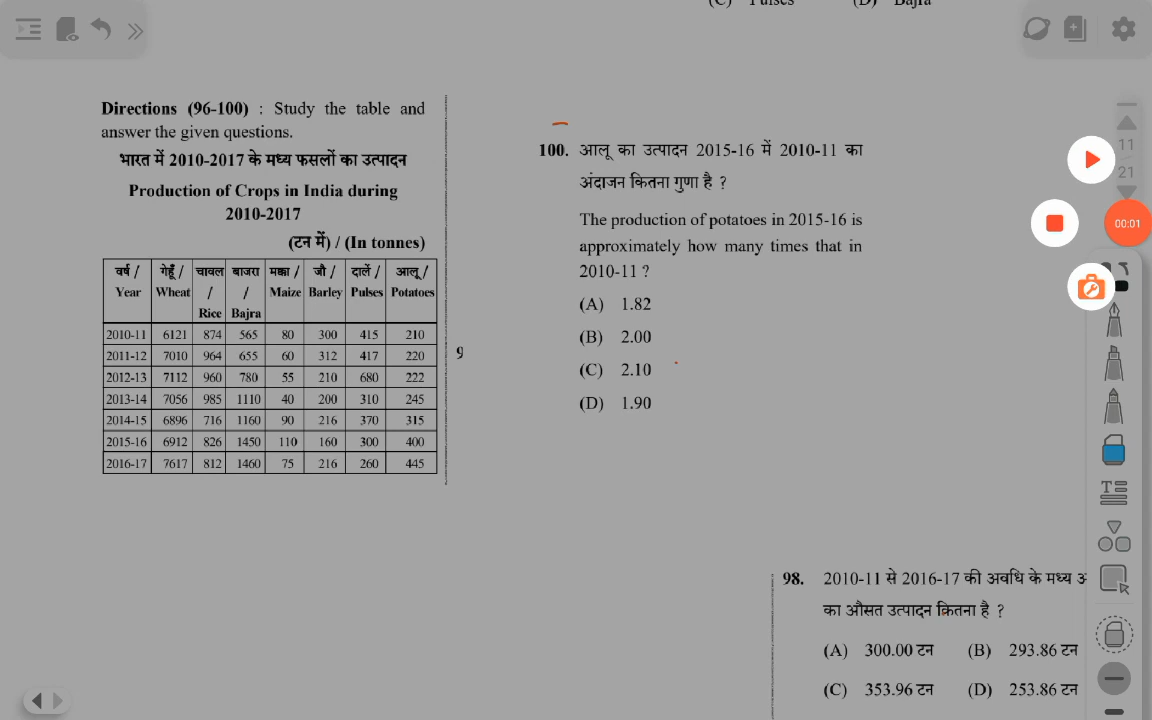 (C) Pulses (D) Bajra
Directions (96-100) : Study the table and
answer the given questions.
भारत में 2010-2017 के मध्य फसलों का उत्पादन
Production of Crops in India during
2010-2017
(टन में) / (In tonnes)
वर्ष / गेहूँ / चावल बाजरा मक्का / जौ / दालें / आलू /
Year Wheat / / Maize Barley Pulses Potatoes
Rice Bajra
2010-11 6121 874 565 80 300 415 210
2011-12 7010 964 655 60 312 417 220
2012-13 7112 960 780 55 210 680 222
2013-14 7056 985 1110 40 200 310 245
2014-15 6896 716 1160 90 216 370 315
2015-16 6912 826 1450 110 160 300 400
2016-17 7617 812 1460 75 216 260 445
9
100. आलू का उत्पादन 2015-16 में 2010-11 का
अंदाजन कितना गुणा है ?
The production of potatoes in 2015-16 is
approximately how many times that in
2010-11 ?
(A) 1.82
(B) 2.00
(C) 2.10
(D) 1.90
98. 2010-11 से 2016-17 की अवधि के मध्य
का औसत उत्पादन कितना है ?
(A) 300.00 टन (B) 293.86 टन
(C) 353.96 टन (D) 253.86 टन
11
21
00:01